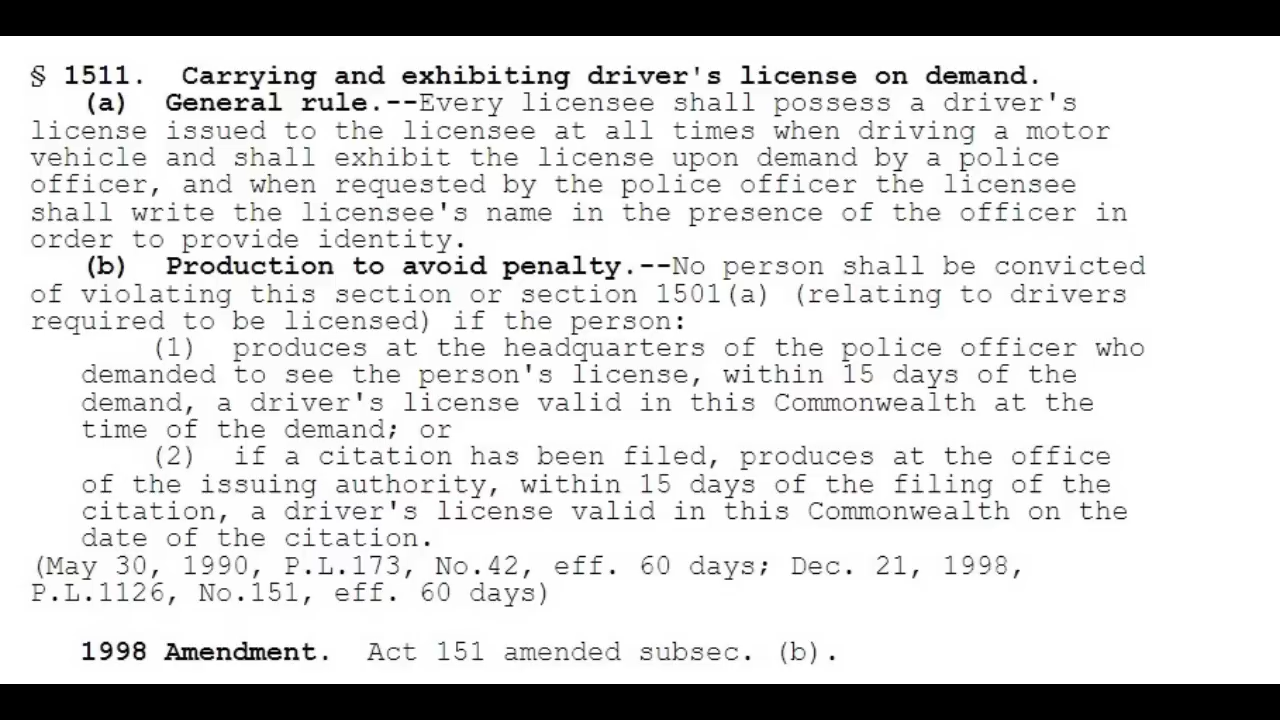 § 1511.  Carrying and exhibiting driver's license on demand.
(a)  General rule.--Every licensee shall possess a driver's
license issued to the licensee at all times when driving a motor
vehicle and shall exhibit the license upon demand by a police
officer, and when requested by the police officer the licensee
shall write the licensee's name in the presence of the officer in
order to provide identity.
(b)  Production to avoid penalty.--No person shall be convicted
of violating this section or section 1501(a) (relating to drivers
required to be licensed) if the person:
(1)  produces at the headquarters of the police officer who
demanded to see the person's license, within 15 days of the
demand, a driver's license valid in this Commonwealth at the
time of the demand; or
(2)  if a citation has been filed, produces at the office
of the issuing authority, within 15 days of the filing of the
citation, a driver's license valid in this Commonwealth on the
date of the citation.
(May 30, 1990, P.L.173, No.42, eff. 60 days; Dec. 21, 1998,
P.L.1126, No.151, eff. 60 days)
1998 Amendment.  Act 151 amended subsec. (b).